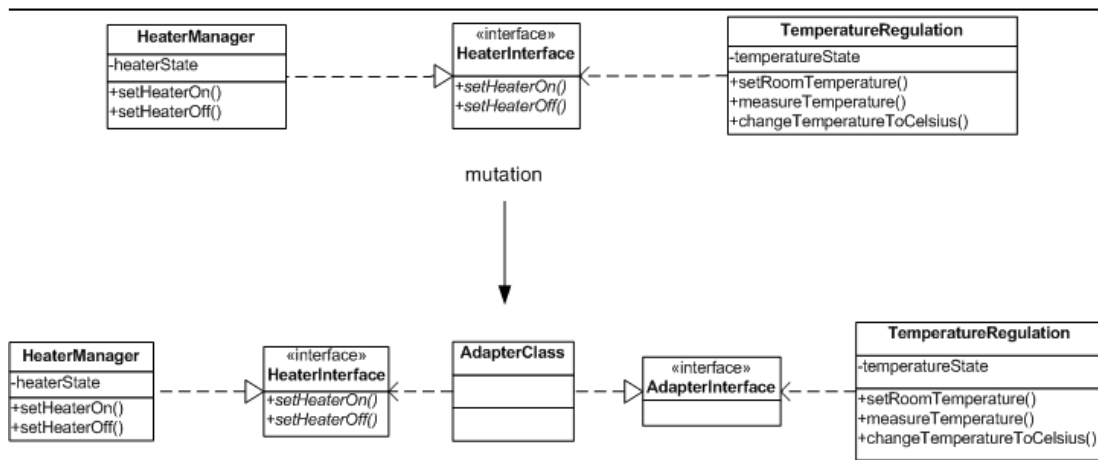 HeaterManager
-heaterState
+setHeaterOn()
+setHeaterOff()
«interface»
HeaterInterface
+setHeaterOn()
+setHeaterOff()
TemperatureRegulation
-temperatureState
+setRoomTemperature()
+measureTemperature()
+changeTemperatureToCelsius()
mutation
HeaterManager
-heaterState
+setHeaterOn()
+setHeaterOff()
«interface»
HeaterInterface
+setHeaterOn()
+setHeaterOff()
AdapterClass
«interface»
AdapterInterface
TemperatureRegulation
-temperatureState
+setRoomTemperature()
+measureTemperature()
+changeTemperatureToCelsius()